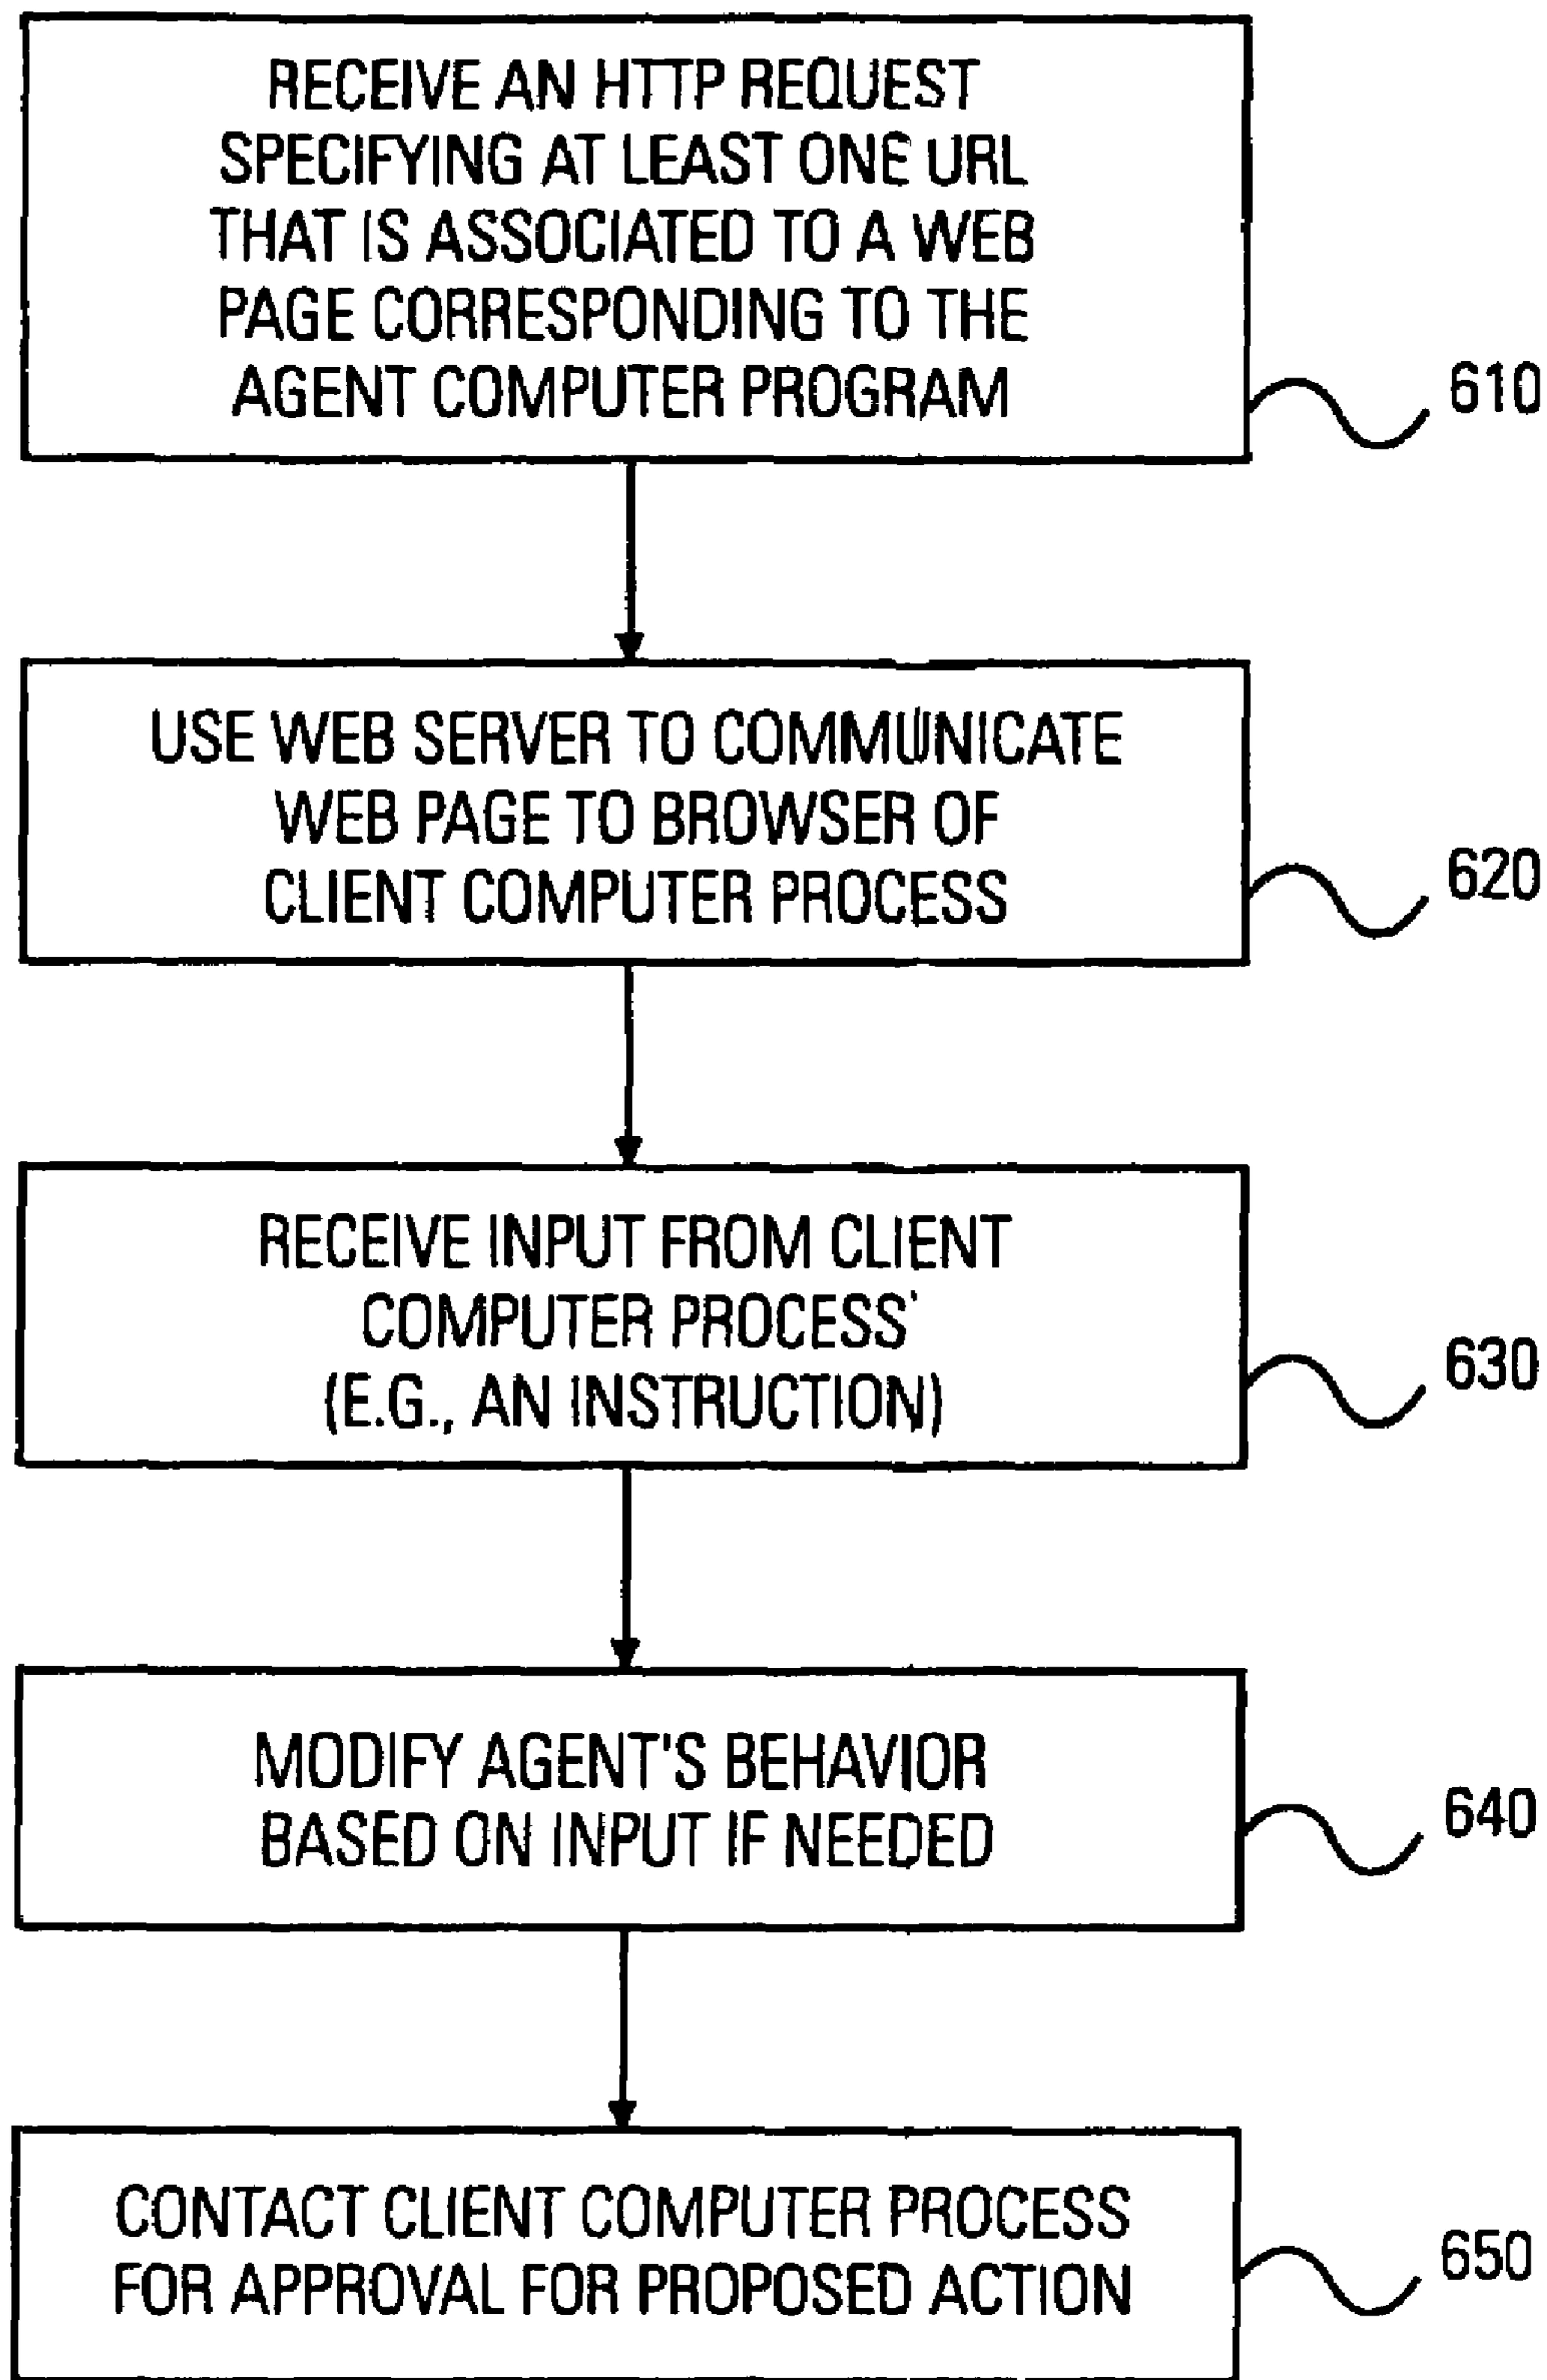 RECEIVE AN HTTP REQUEST
SPECIFYING AT LEAST ONE URL
THAT IS ASSOCIATED TO A WEB
PAGE CORRESPONDING TO THE
AGENT COMPUTER PROGRAM
610
USE WEB SERVER TO COMMUNICATE
WEB PAGE TO BROWSER OF
CLIENT COMPUTER PROCESS
620
RECEIVE INPUT FROM CLIENT
COMPUTER PROCESS
(E.G., AN INSTRUCTION)
630
MODIFY AGENT'S BEHAVIOR
BASED ON INPUT IF NEEDED
640
CONTACT CLIENT COMPUTER PROCESS
FOR APPROVAL FOR PROPOSED ACTION
650